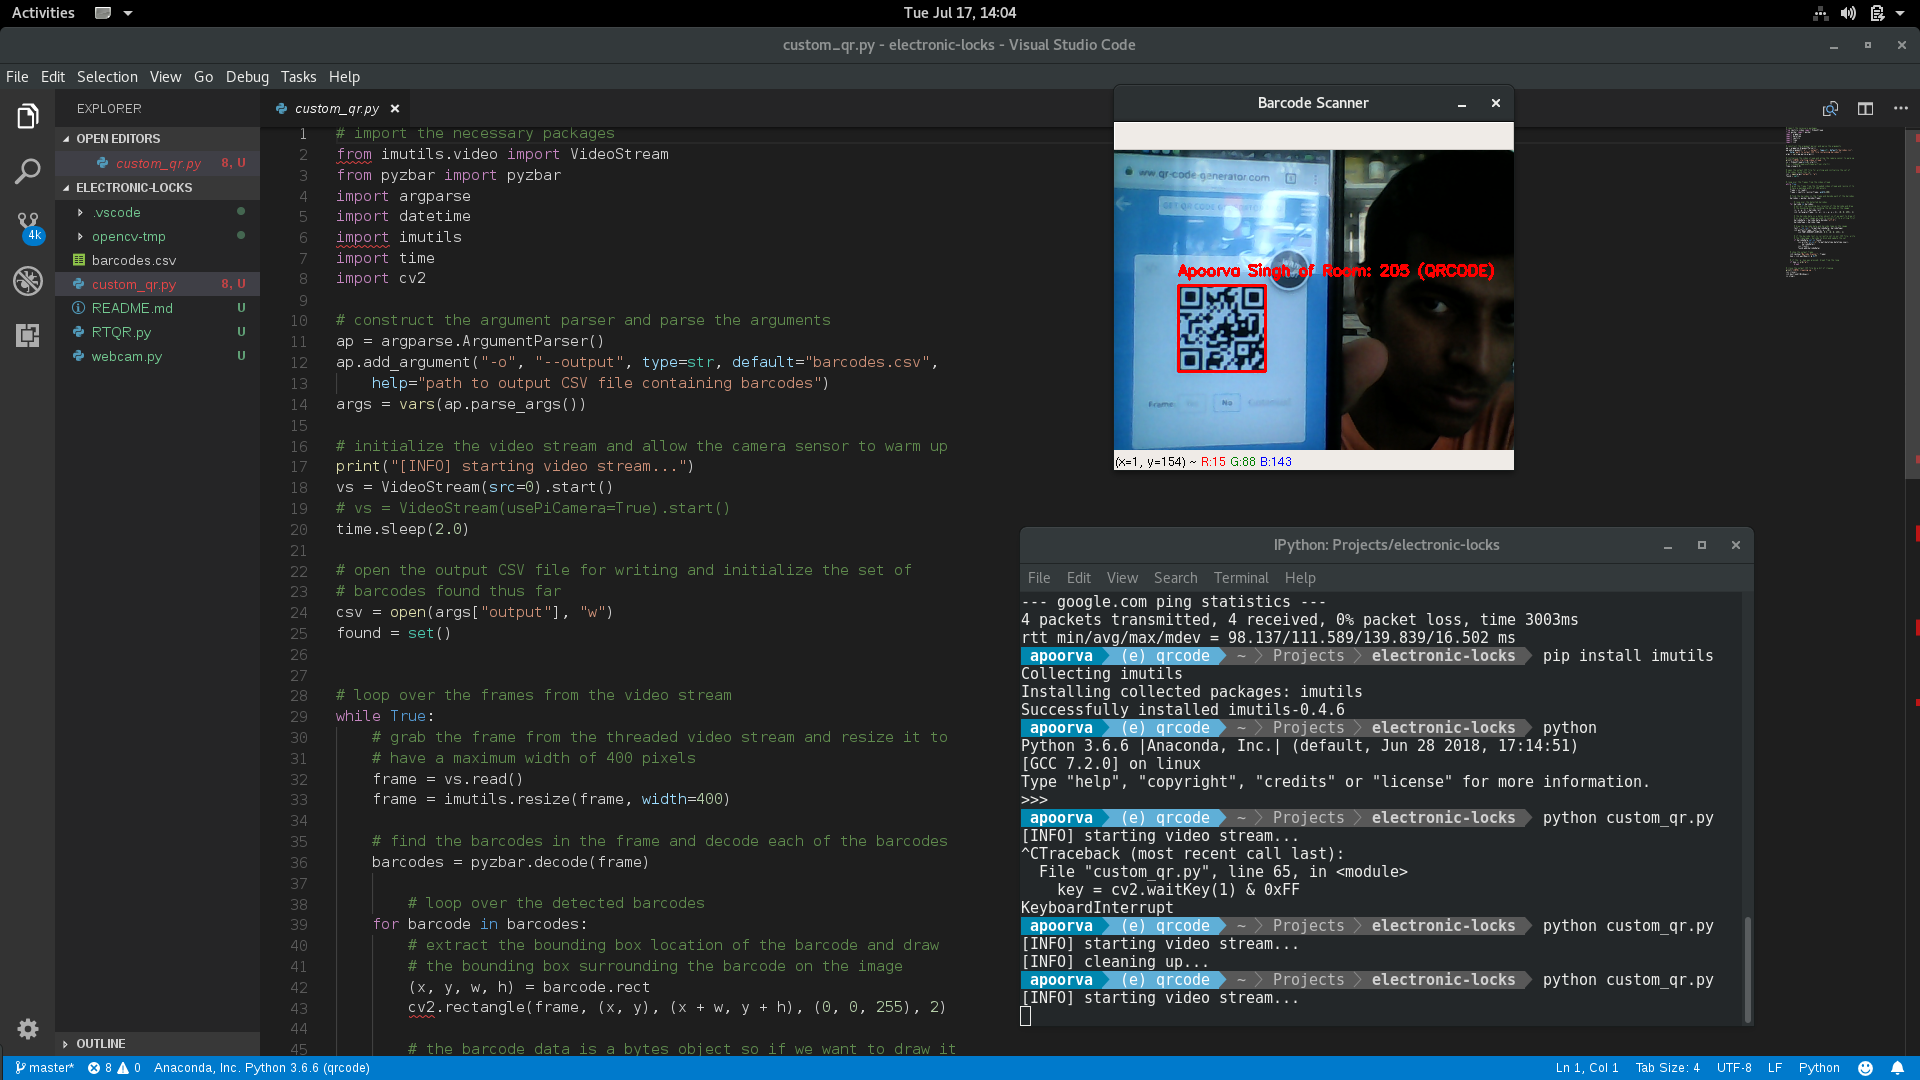 Activities
Tue Jul 17, 14:04
custom_qr.py - electronic-locks - Visual Studio Code
File Edit Selection View Go Debug Tasks Help
EXPLORER
OPEN EDITORS
custom_qr.py 8, U
ELECTRONIC-LOCKS
.vscode
opencv-tmp
barcodes.csv
custom_qr.py 8, U
README.md U
RTQR.py U
webcam.py U
4k
OUTLINE
custom_qr.py
1 # import the necessary packages
2 from imutils.video import VideoStream
3 from pyzbar import pyzbar
4 import argparse
5 import datetime
6 import imutils
7 import time
8 import cv2
9
10 # construct the argument parser and parse the arguments
11 ap = argparse.ArgumentParser()
12 ap.add_argument("-o", "--output", type=str, default="barcodes.csv",
13 help="path to output CSV file containing barcodes")
14 args = vars(ap.parse_args())
15
16 # initialize the video stream and allow the camera sensor to warm up
17 print("[INFO] starting video stream...")
18 vs = VideoStream(src=0).start()
19 # vs = VideoStream(usePiCamera=True).start()
20 time.sleep(2.0)
21
22 # open the output CSV file for writing and initialize the set of
23 # barcodes found thus far
24 csv = open(args["output"], "w")
25 found = set()
26
27
28 # loop over the frames from the video stream
29 while True:
30 # grab the frame from the threaded video stream and resize it to
31 # have a maximum width of 400 pixels
32 frame = vs.read()
33 frame = imutils.resize(frame, width=400)
34
35 # find the barcodes in the frame and decode each of the barcodes
36 barcodes = pyzbar.decode(frame)
37
38 # loop over the detected barcodes
39 for barcode in barcodes:
40 # extract the bounding box location of the barcode and draw
41 # the bounding box surrounding the barcode on the image
42 (x, y, w, h) = barcode.rect
43 cv2.rectangle(frame, (x, y), (x + w, y + h), (0, 0, 255), 2)
44
45 # the barcode data is a bytes object so if we want to draw it
Barcode Scanner
ww.qr-code-generator.com
Apoorva Singh of Room: 205 (QRCODE)
Frame No
(x=1, y=154) ~ R:15 G:88 B:143
IPython: Projects/electronic-locks
File Edit View Search Terminal Help
--- google.com ping statistics ---
4 packets transmitted, 4 received, 0% packet loss, time 3003ms
rtt min/avg/max/mdev = 98.137/111.589/139.839/16.502 ms
apoorva (e) qrcode ~ Projects electronic-locks pip install imutils
Collecting imutils
Installing collected packages: imutils
Successfully installed imutils-0.4.6
apoorva (e) qrcode ~ Projects electronic-locks python
Python 3.6.6 |Anaconda, Inc.| (default, Jun 28 2018, 17:14:51)
[GCC 7.2.0] on linux
Type "help", "copyright", "credits" or "license" for more information.
>>>
apoorva (e) qrcode ~ Projects electronic-locks python custom_qr.py
[INFO] starting video stream...
^CTraceback (most recent call last):
File "custom_qr.py", line 65, in <module>
key = cv2.waitKey(1) & 0xFF
KeyboardInterrupt
apoorva (e) qrcode ~ Projects electronic-locks python custom_qr.py
[INFO] starting video stream...
[INFO] cleaning up...
apoorva (e) qrcode ~ Projects electronic-locks python custom_qr.py
[INFO] starting video stream...
master* 8 0 Anaconda, Inc. Python 3.6.6 (qrcode)
Ln 1, Col 1 Tab Size: 4 UTF-8 LF Python